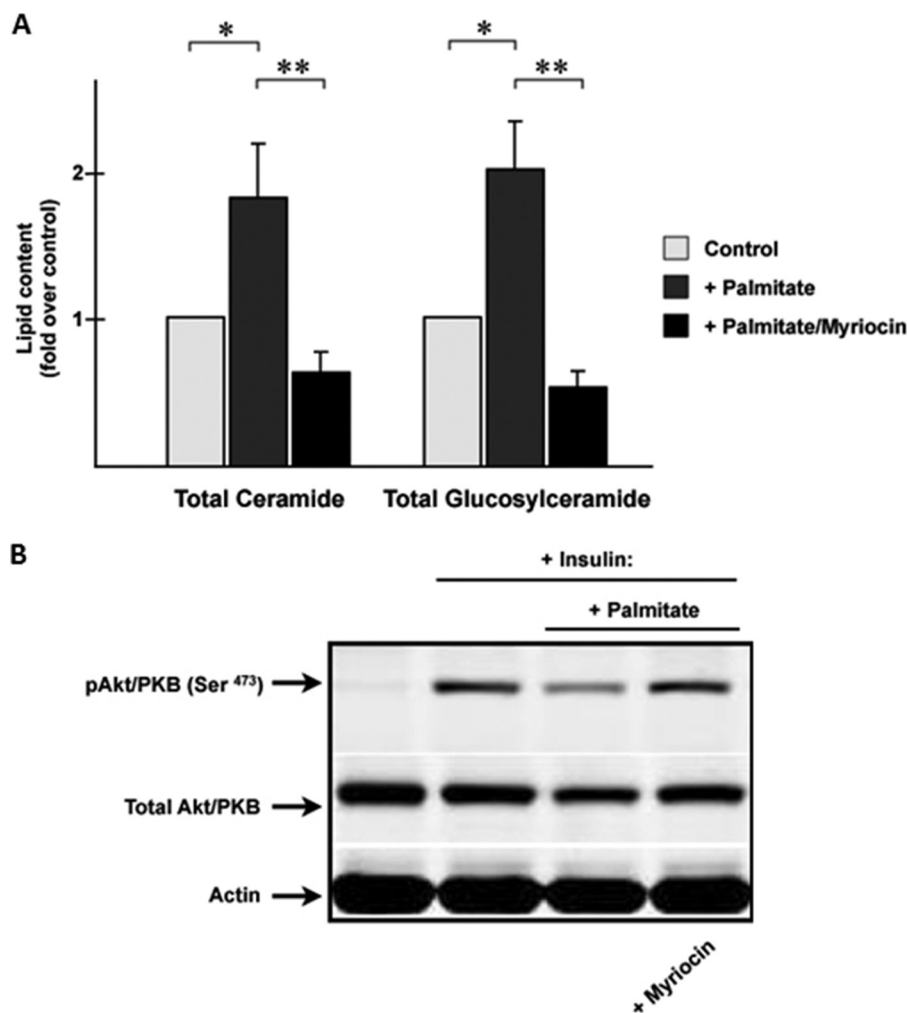 A
*
**
*
**
2
1
Lipid content
(fold over control)
Control
+ Palmitate
+ Palmitate/Myriocin
Total Ceramide
Total Glucosylceramide
B
+ Insulin:
+ Palmitate
pAkt/PKB (Ser 473)
Total Akt/PKB
Actin
+ Myriocin